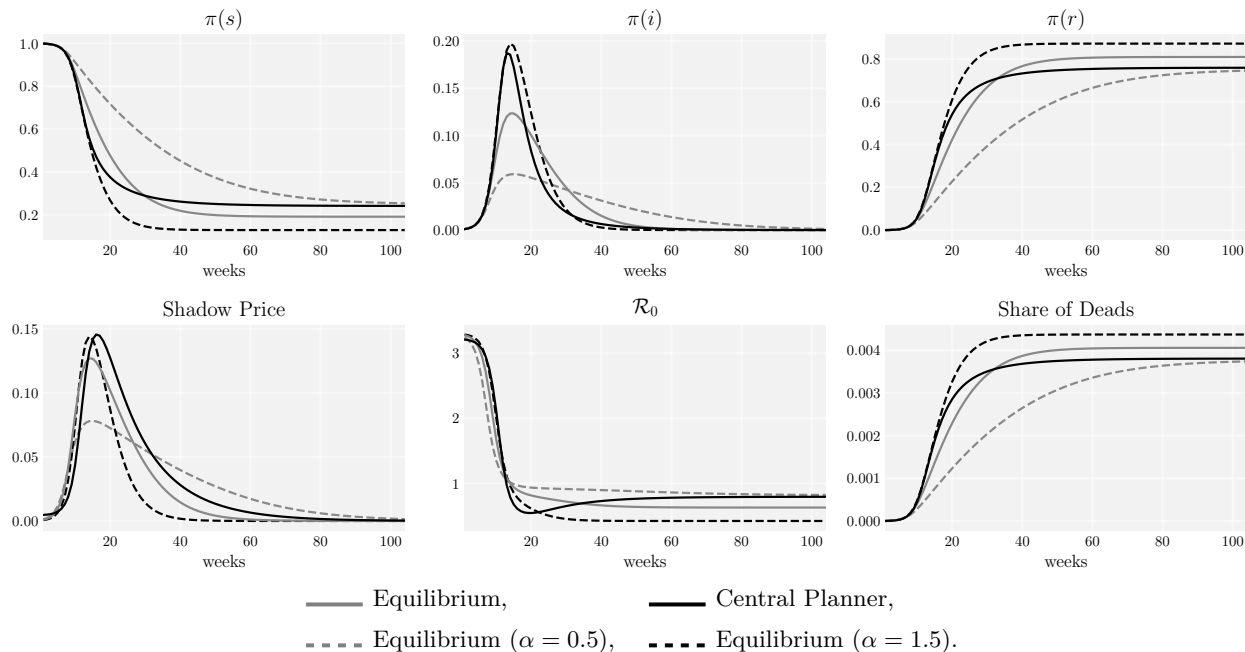 π(s)
π(i)
π(r)
1.0
0.8
0.6
0.4
0.2
20 40 60 80 100
weeks
0.20
0.15
0.10
0.05
0.00
20 40 60 80 100
weeks
0.8
0.6
0.4
0.2
0.0
20 40 60 80 100
weeks
Shadow Price
ℛ₀
Share of Deads
0.15
0.10
0.05
0.00
20 40 60 80 100
weeks
3
2
1
20 40 60 80 100
weeks
0.004
0.003
0.002
0.001
0.000
20 40 60 80 100
weeks
Equilibrium, Central Planner,
Equilibrium (α = 0.5), Equilibrium (α = 1.5).